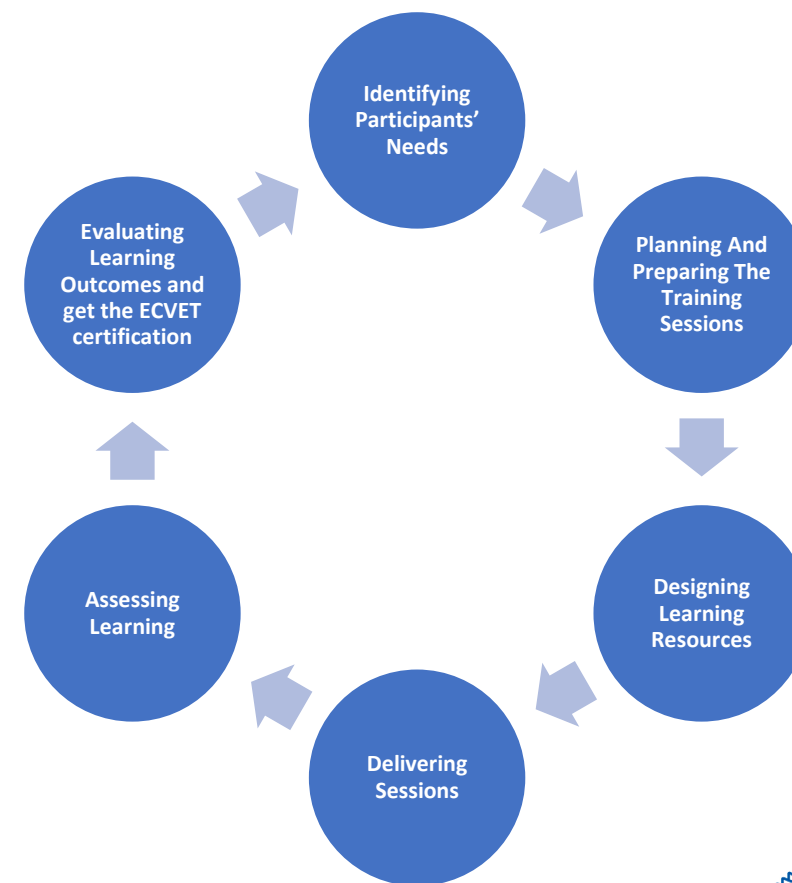 Identifying
Participants’
Needs
Planning And
Preparing The
Training
Sessions
Designing
Learning
Resources
Delivering
Sessions
Assessing
Learning
Evaluating
Learning
Outcomes and
get the ECVET
certification